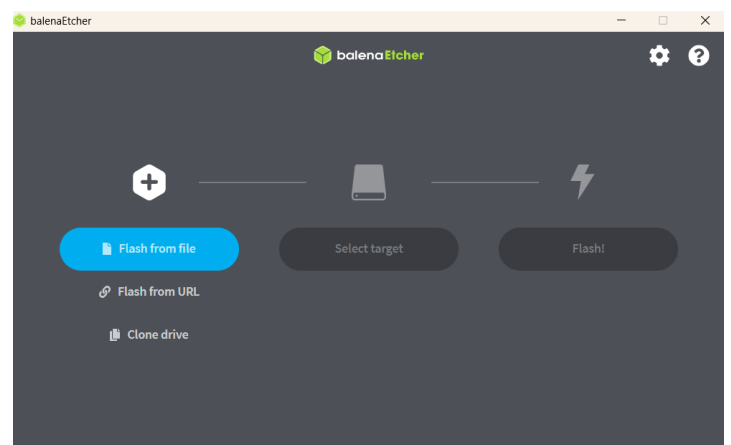 balenaEtcher
balenaEtcher
Flash from file
Select target
Flash!
Flash from URL
Clone drive